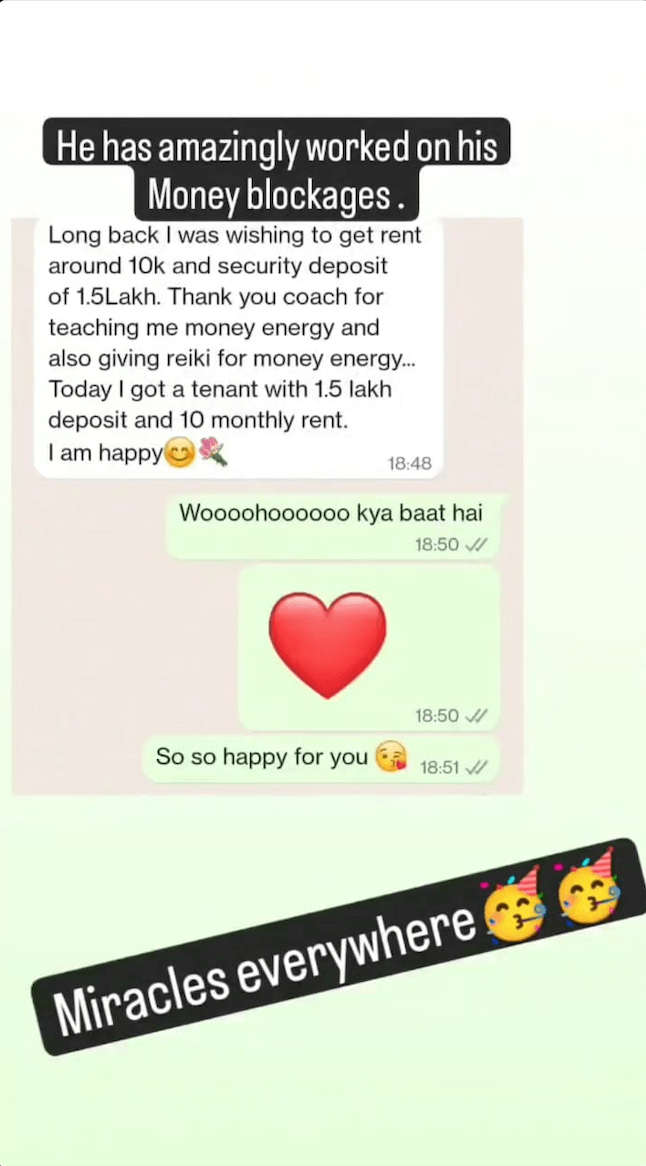 He has amazingly worked on his
Money blockages .
Long back I was wishing to get rent
around 10k and security deposit
of 1.5Lakh. Thank you coach for
teaching me money energy and
also giving reiki for money energy...
Today I got a tenant with 1.5 lakh
deposit and 10 monthly rent.
I am happy😊💐
18:48
Woooohoooooo kya baat hai
18:50
18:50
So so happy for you 😘
18:51
Miracles everywhere🥳🥳